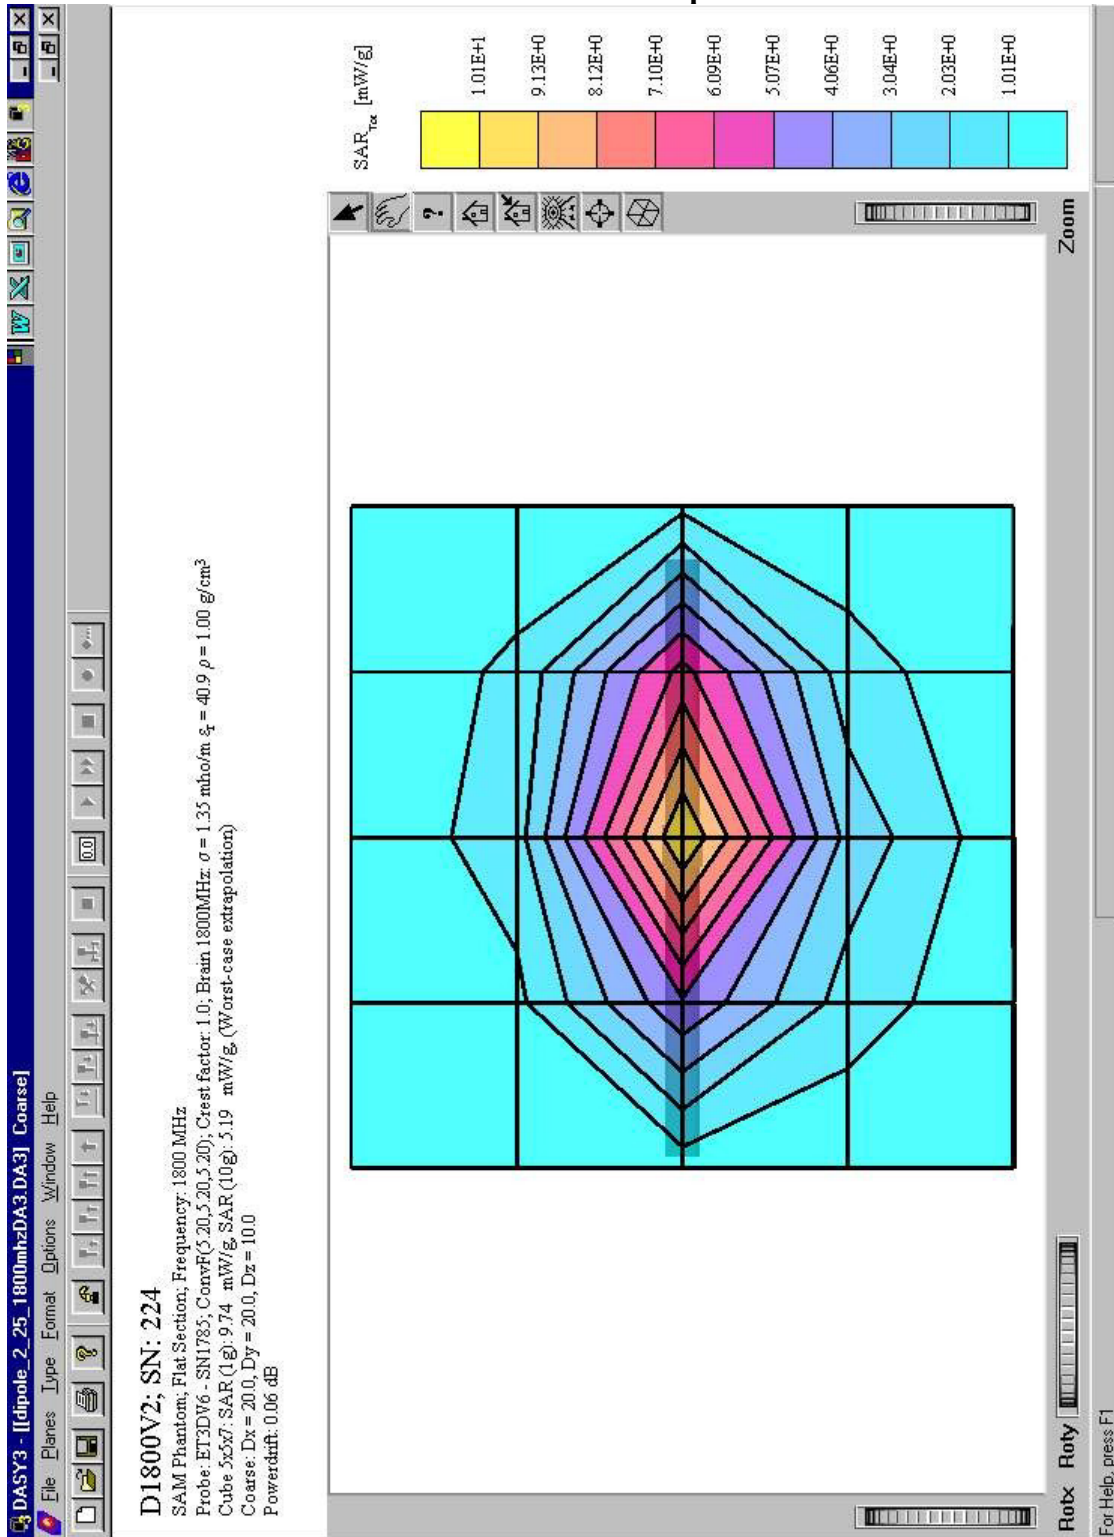 DASY3 - [[dipole_2_25_1800mhzDA3.DA3] Coarse]
File Planes Type Format Options Window Help
0.0
D1800V2; SN: 224
SAM Phantom; Flat Section; Frequency: 1800 MHz
Probe: ET3DV6 - SN1785; ConvF(5.20,5.20,5.20); Crest factor: 1.0; Brain 1800MHz: σ = 1.35 mho/m εr = 40.9 ρ = 1.00 g/cm³
Cube 5x5x7: SAR (1g): 9.74 mW/g, SAR (10g): 5.19 mW/g, (Worst-case extrapolation)
Coarse: Dx = 20.0, Dy = 20.0, Dz = 10.0
Powerdrift: 0.06 dB
SAR Tot [mW/g]
1.01E+1
9.13E+0
8.12E+0
7.10E+0
6.09E+0
5.07E+0
4.06E+0
3.04E+0
2.03E+0
1.01E+0
Rotx Roty Zoom
For Help, press F1